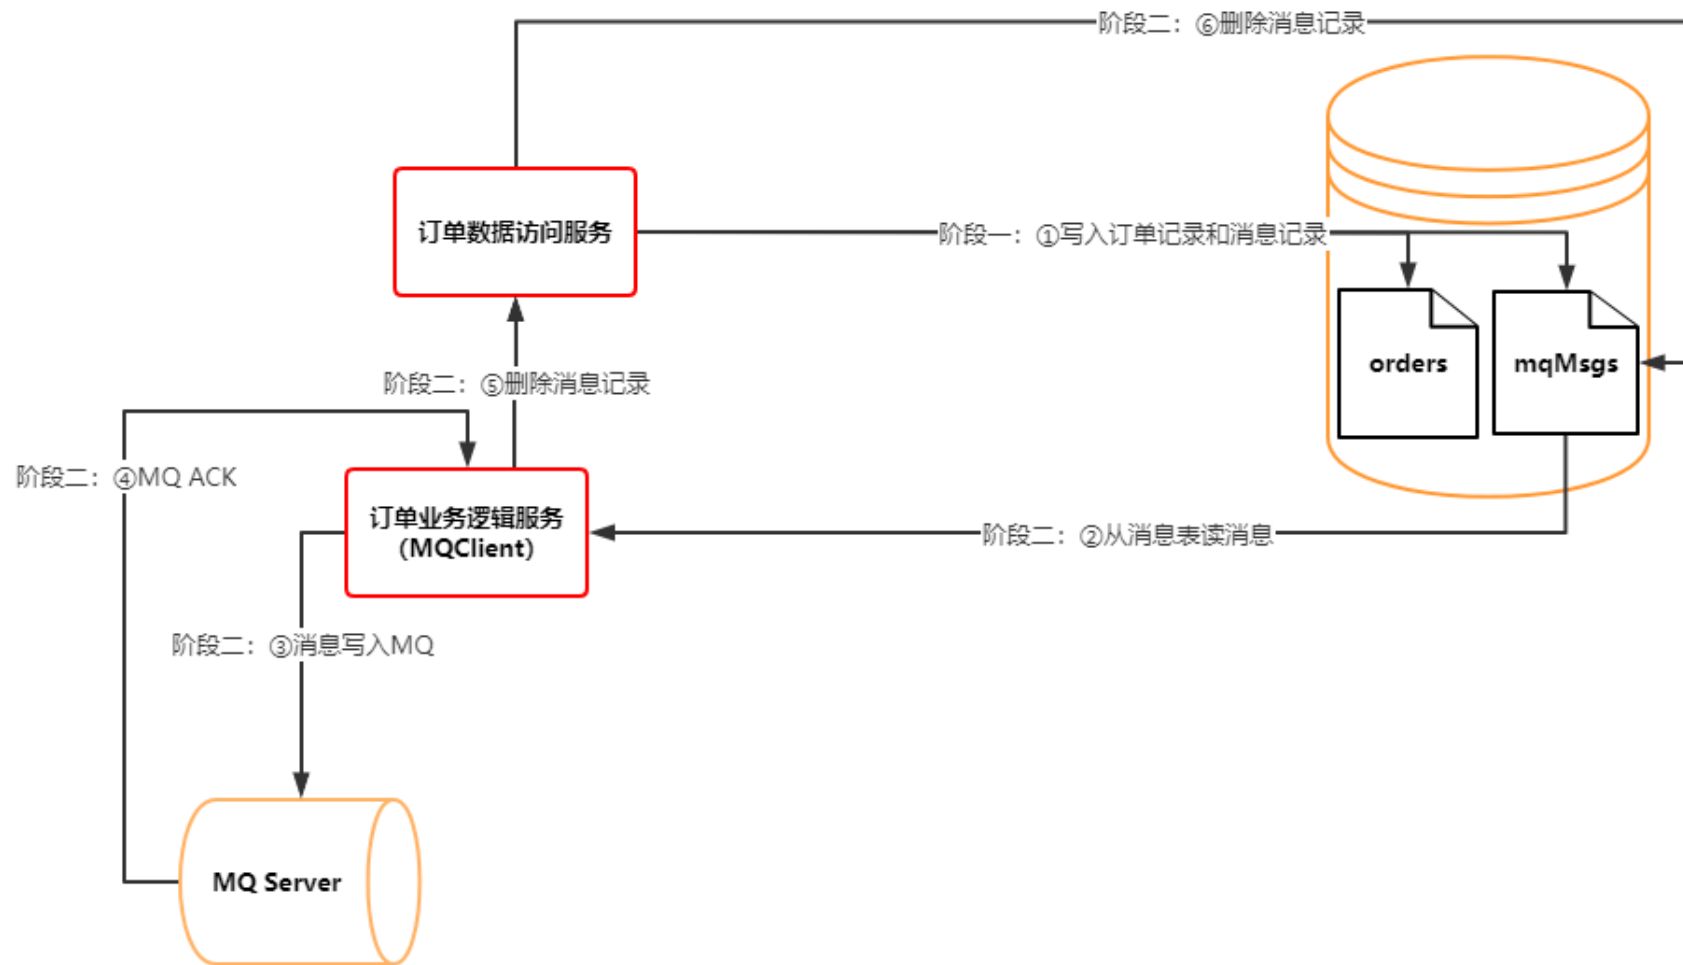 阶段二：⑥删除消息记录
订单数据访问服务
阶段一：①写入订单记录和消息记录
orders
mqMsgs
阶段二：⑤删除消息记录
阶段二：④MQ ACK
订单业务逻辑服务
（MQClient）
阶段二：②从消息表读消息
阶段二：③消息写入MQ
MQ Server